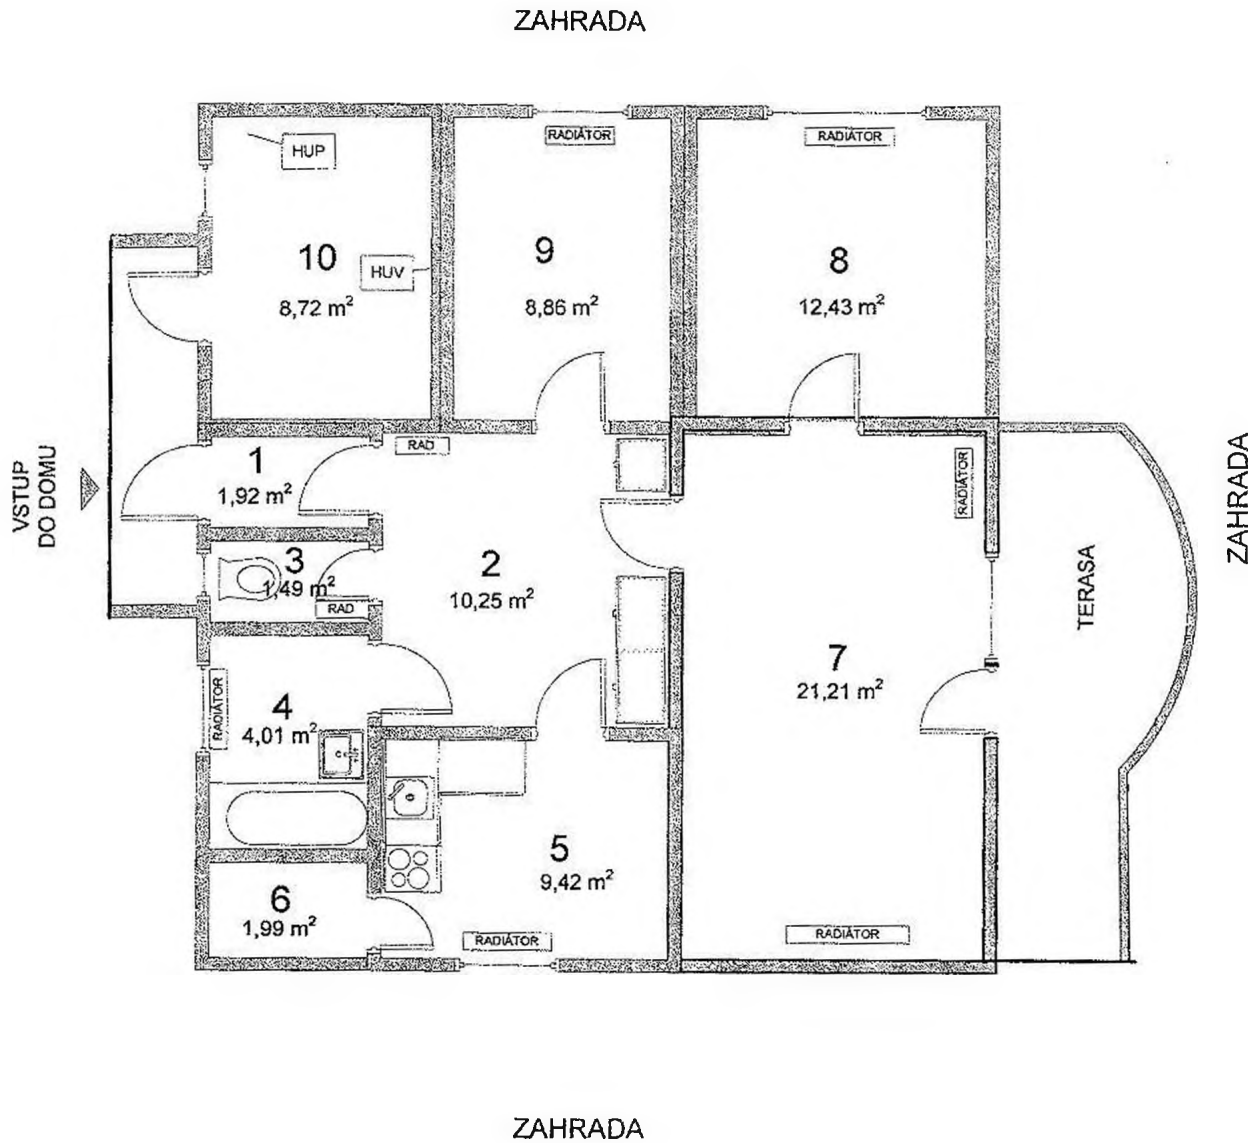 ZAHRADA
RADIÁTOR
RADIÁTOR
HUP
10
8,72 m²
HUV
9
8,86 m²
8
12,43 m²
RAD
1
1,92 m²
VSTUP
DO DOMU
RADIÁTOR
ZAHRADA
3
1,49 m²
RAD
2
10,25 m²
TERASA
7
21,21 m²
RADIÁTOR
4
4,01 m²
5
9,42 m²
6
1,99 m²
RADIÁTOR
RADIÁTOR
ZAHRADA